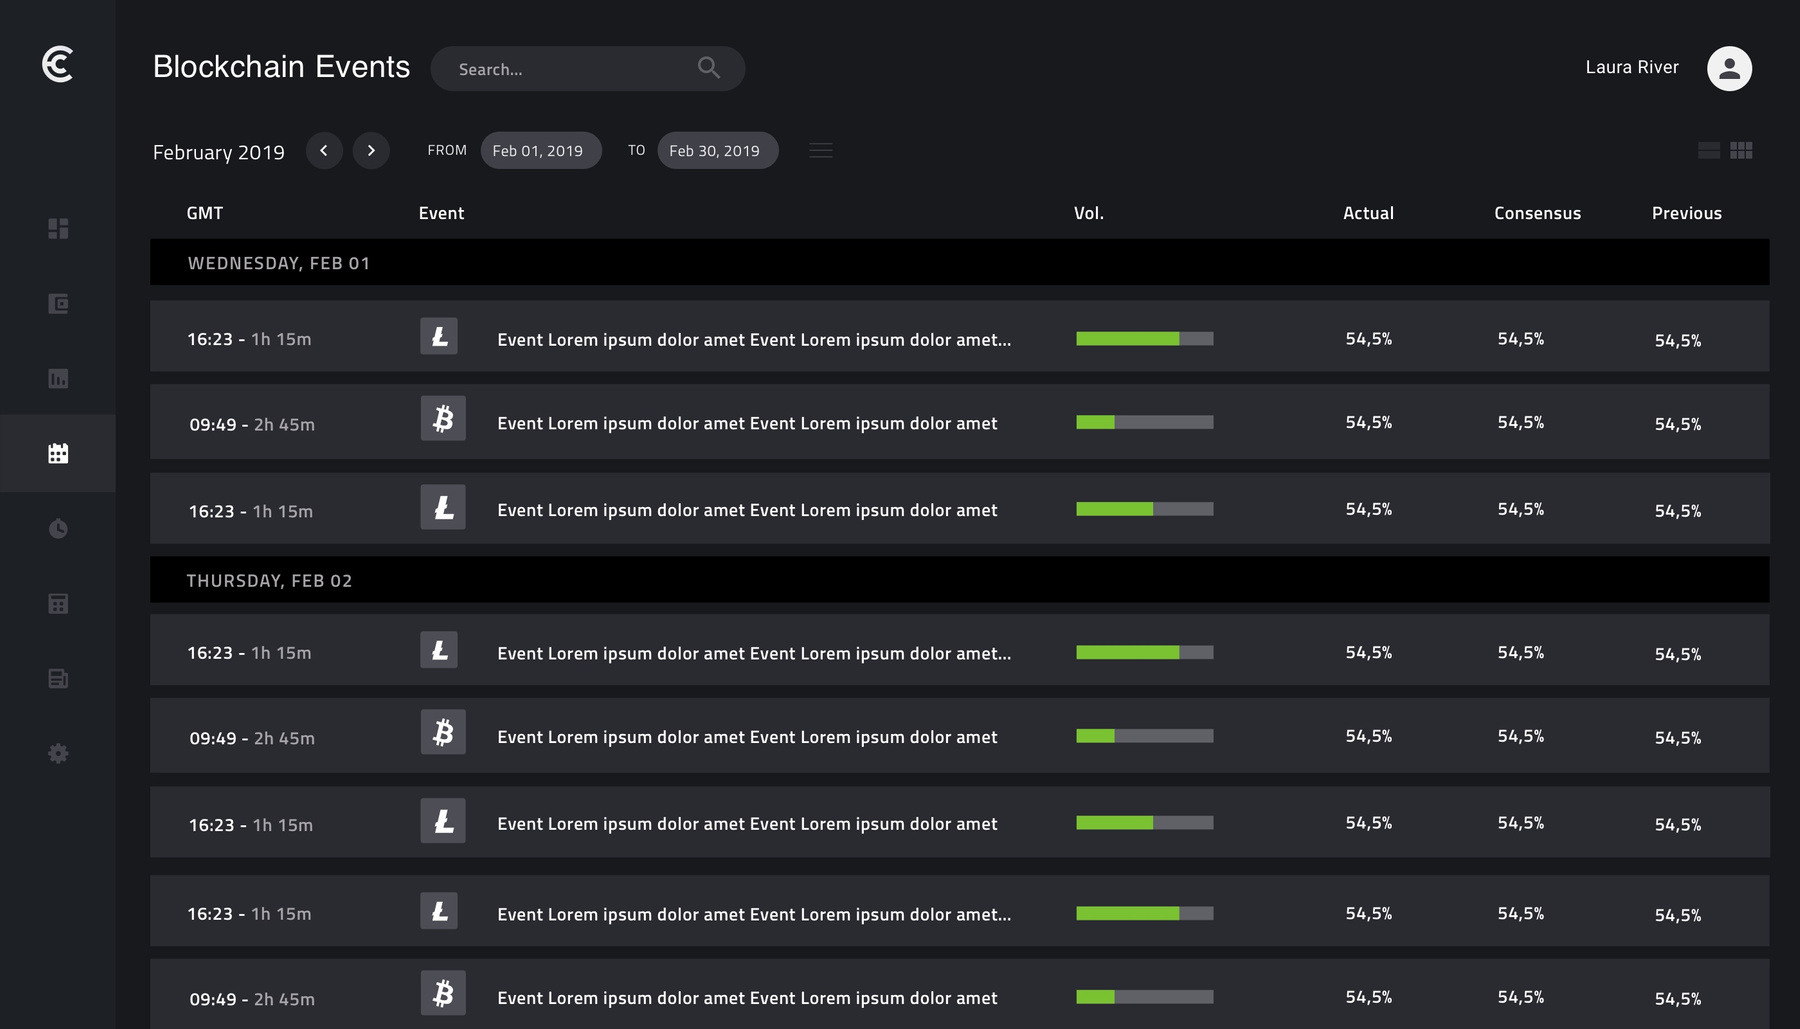 Blockchain Events
Search...
Laura River
February 2019 FROM Feb 01, 2019 TO Feb 30, 2019
GMT Event Vol. Actual Consensus Previous
WEDNESDAY, FEB 01
16:23 - 1h 15m Event Lorem ipsum dolor amet Event Lorem ipsum dolor amet... 54,5% 54,5% 54,5%
09:49 - 2h 45m Event Lorem ipsum dolor amet Event Lorem ipsum dolor amet 54,5% 54,5% 54,5%
16:23 - 1h 15m Event Lorem ipsum dolor amet Event Lorem ipsum dolor amet 54,5% 54,5% 54,5%
THURSDAY, FEB 02
16:23 - 1h 15m Event Lorem ipsum dolor amet Event Lorem ipsum dolor amet... 54,5% 54,5% 54,5%
09:49 - 2h 45m Event Lorem ipsum dolor amet Event Lorem ipsum dolor amet 54,5% 54,5% 54,5%
16:23 - 1h 15m Event Lorem ipsum dolor amet Event Lorem ipsum dolor amet 54,5% 54,5% 54,5%
16:23 - 1h 15m Event Lorem ipsum dolor amet Event Lorem ipsum dolor amet... 54,5% 54,5% 54,5%
09:49 - 2h 45m Event Lorem ipsum dolor amet Event Lorem ipsum dolor amet 54,5% 54,5% 54,5%